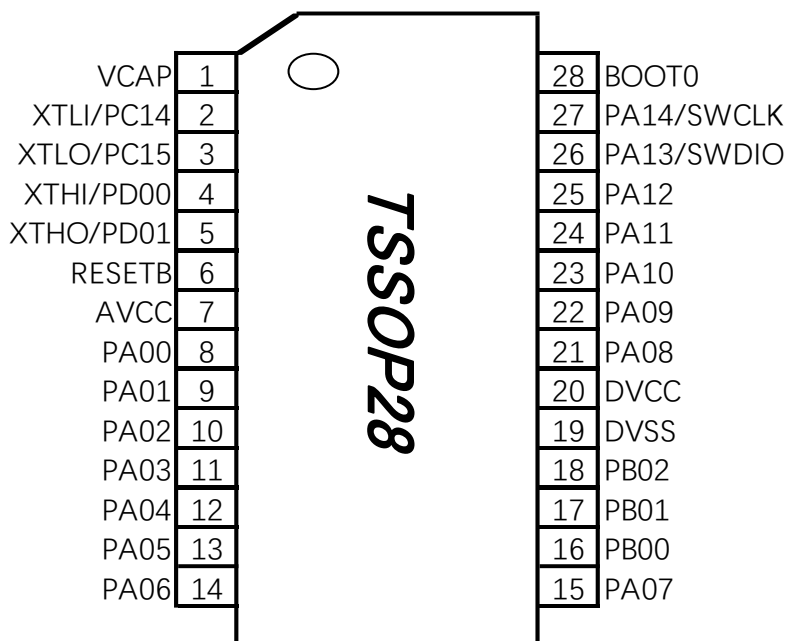 VCAP 1
XTLI/PC14 2
XTLO/PC15 3
XTHI/PD00 4
XTHO/PD01 5
RESETB 6
AVCC 7
PA00 8
PA01 9
PA02 10
PA03 11
PA04 12
PA05 13
PA06 14
TSSOP28
28 BOOT0
27 PA14/SWCLK
26 PA13/SWDIO
25 PA12
24 PA11
23 PA10
22 PA09
21 PA08
20 DVCC
19 DVSS
18 PB02
17 PB01
16 PB00
15 PA07